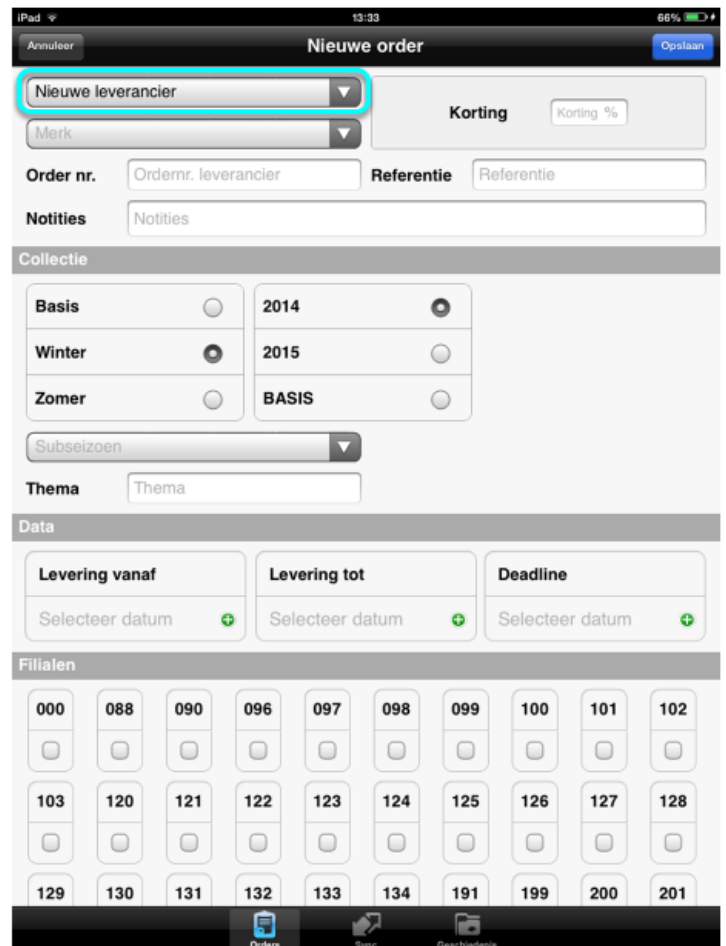 iPad 13:33 66%
Annuleer Nieuwe order Opslaan
Nieuwe leverancier
Korting Korting %
Merk
Order nr. Ordernr. leverancier Referentie Referentie
Notities Notities
Collectie
Basis 2014
Winter 2015
Zomer BASIS
Subseizoen
Thema Thema
Data
Levering vanaf Levering tot Deadline
Selecteer datum Selecteer datum Selecteer datum
Filialen
000 088 090 096 097 098 099 100 101 102
103 120 121 122 123 124 125 126 127 128
129 130 131 132 133 134 191 199 200 201
Orders Sync Geschiedenis